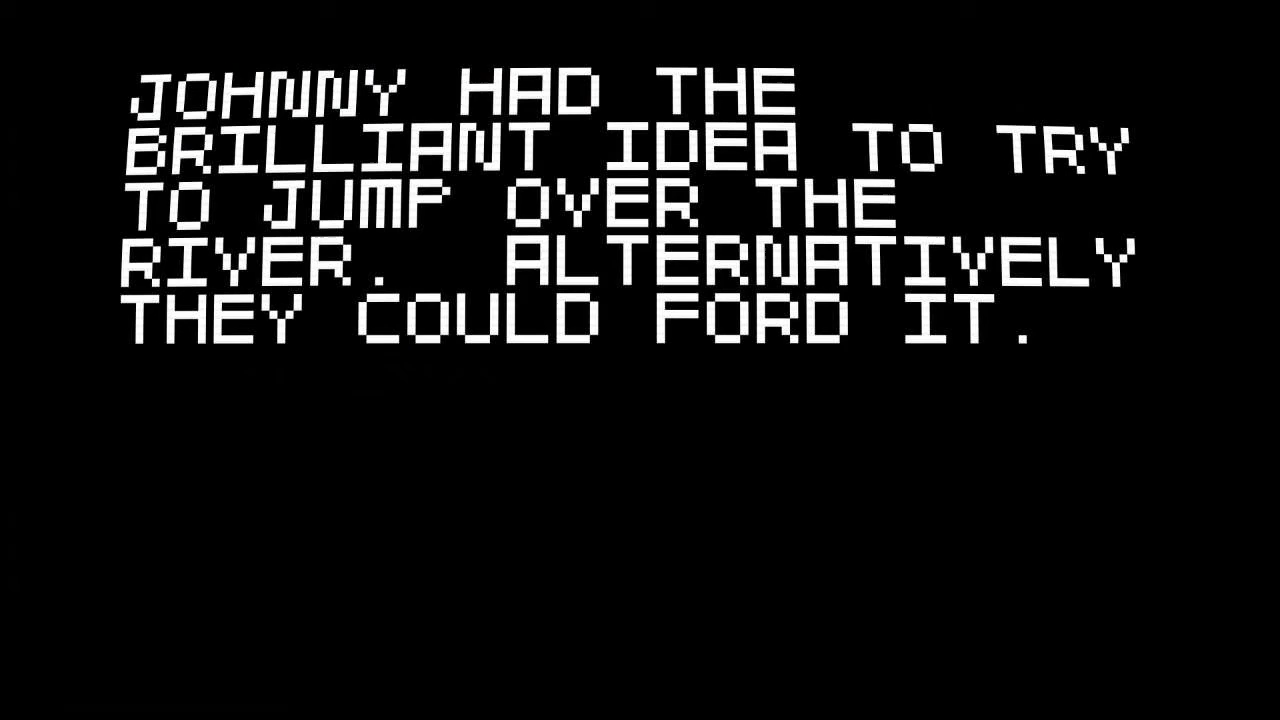 JOHNNY HAD THE
BRILLIANT IDEA TO TRY
TO JUMP OVER THE
RIVER.  ALTERNATIVELY
THEY COULD FORD IT.